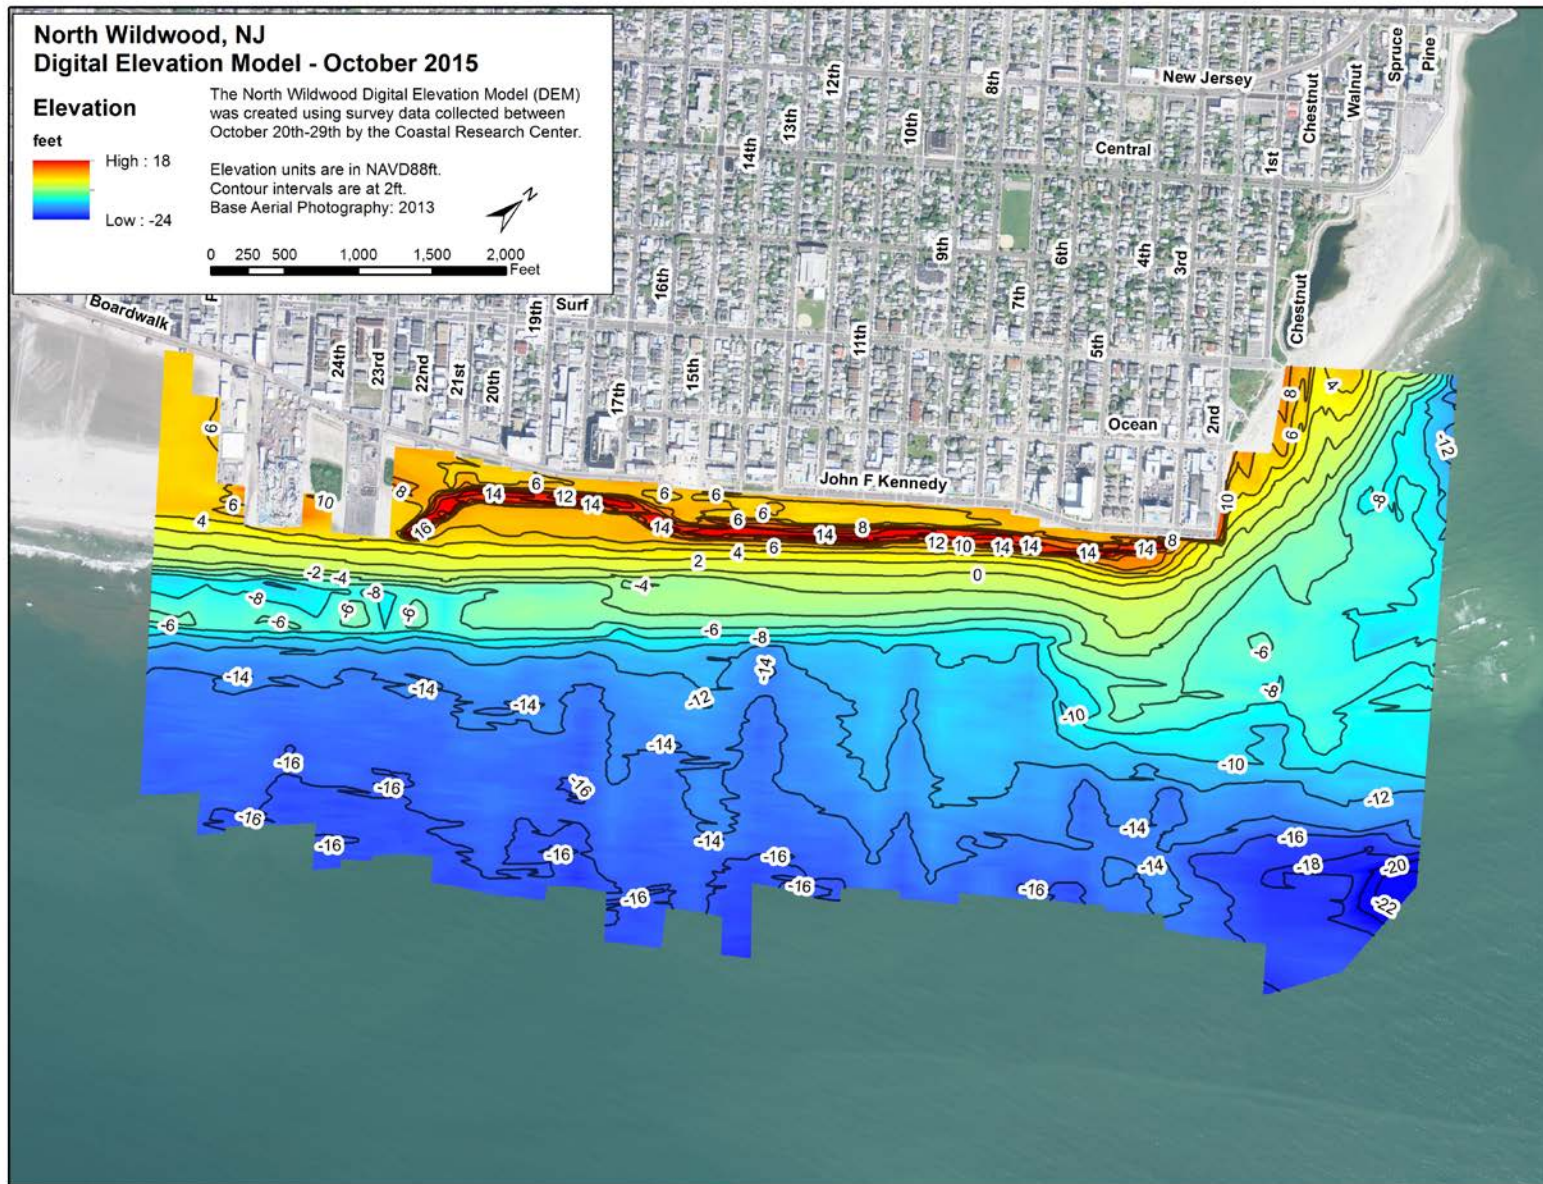 North Wildwood, NJ
Digital Elevation Model - October 2015
Elevation
feet
High : 18
Low : -24
The North Wildwood Digital Elevation Model (DEM)
was created using survey data collected between
October 20th-29th by the Coastal Research Center.
Elevation units are in NAVD88ft.
Contour intervals are at 2ft.
Base Aerial Photography: 2013
N
0 250 500 1,000 1,500 2,000
Feet
New Jersey
Spruce
Pine
Walnut
Chestnut
Central
1st
8th
12th
10th
13th
14th
9th
6th
4th
3rd
7th
5th
16th
Surf
19th
Boardwalk
11th
15th
17th
20th
21st
22nd
23rd
24th
Chestnut
2nd
Ocean
John F Kennedy
4
8
6
-12
-8
10
6
6
10
8
14
6
12
14
6
6
6
6
14
16
14
8
12
10
14
14
14
14
8
4
2
4
6
0
-2
-4
-8
-8
-6
-6
-4
-6
-6
-6
-8
-6
-8
-14
-14
-14
-12
-14
-10
-14
-10
-16
-16
-16
-12
-16
-16
-14
-14
-16
-16
-16
-18
-20
-14
-16
-16
-16
-22